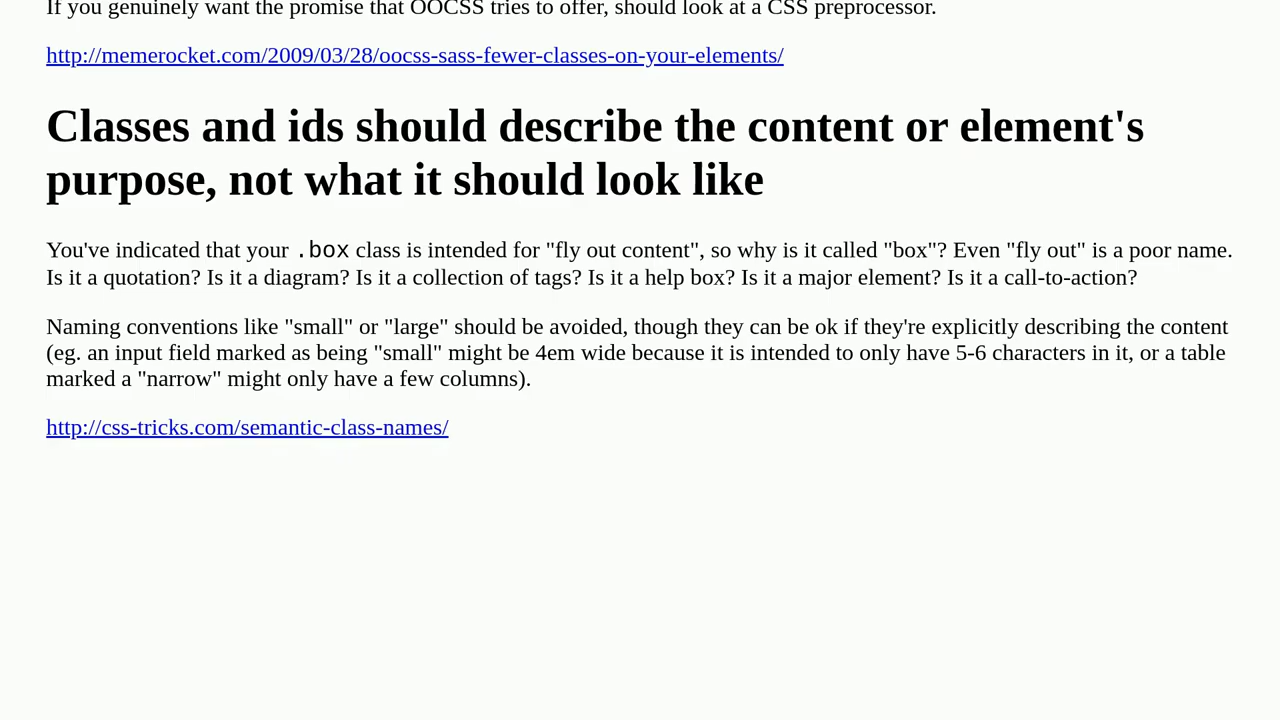 If you genuinely want the promise that OOCSS tries to offer, should look at a CSS preprocessor.
http://memerocket.com/2009/03/28/oocss-sass-fewer-classes-on-your-elements/
Classes and ids should describe the content or element's
purpose, not what it should look like
You've indicated that your .box class is intended for "fly out content", so why is it called "box"? Even "fly out" is a poor name.
Is it a quotation? Is it a diagram? Is it a collection of tags? Is it a help box? Is it a major element? Is it a call-to-action?
Naming conventions like "small" or "large" should be avoided, though they can be ok if they're explicitly describing the content
(eg. an input field marked as being "small" might be 4em wide because it is intended to only have 5-6 characters in it, or a table
marked a "narrow" might only have a few columns).
http://css-tricks.com/semantic-class-names/